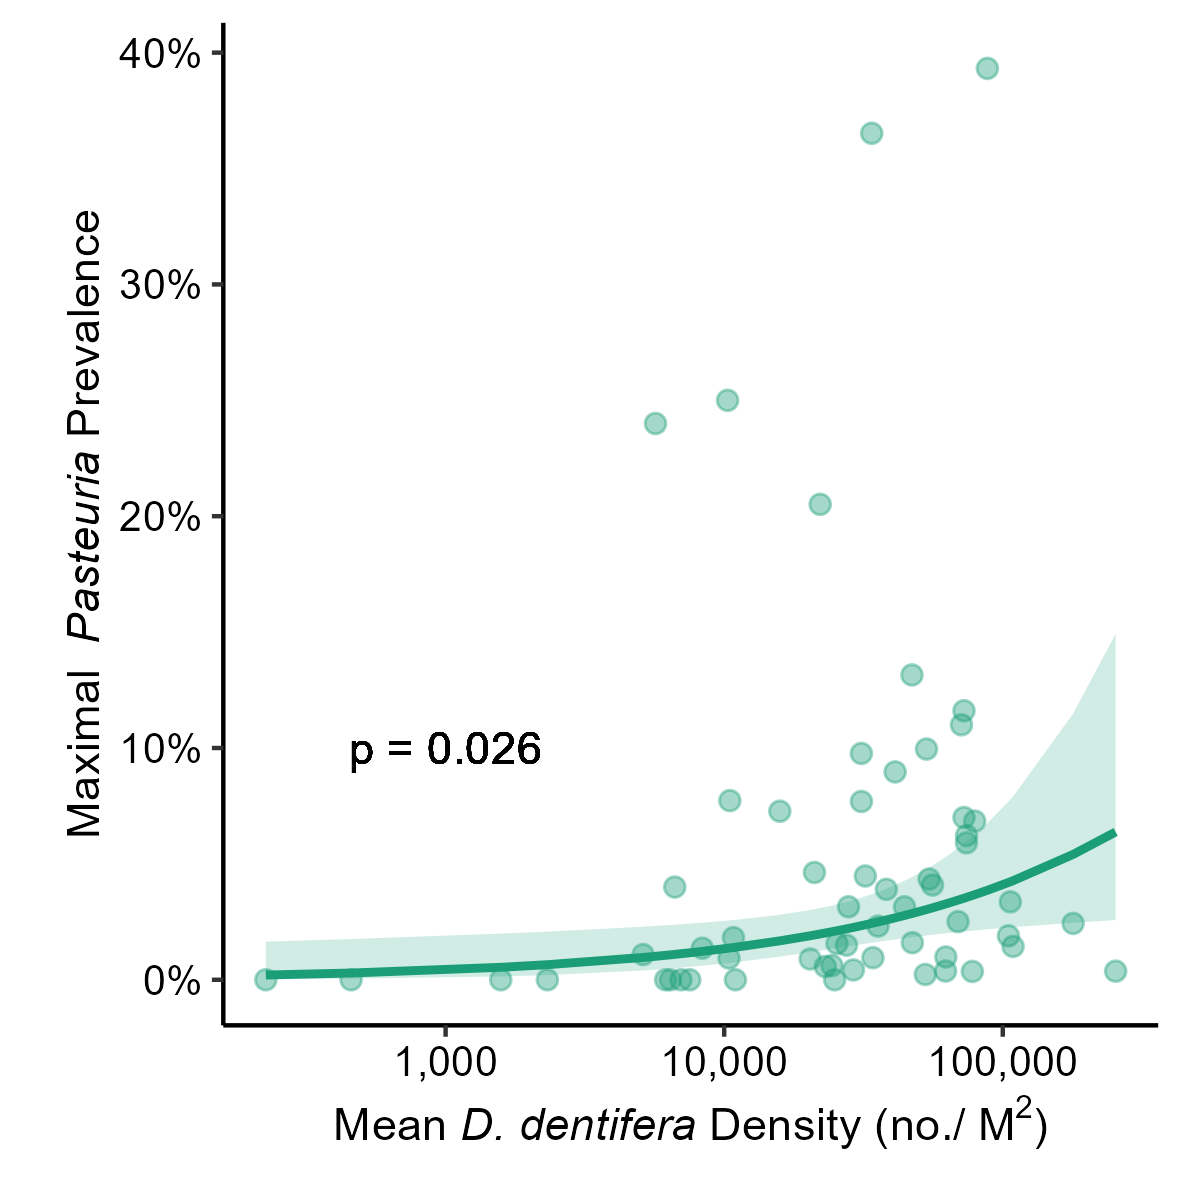 40%
30%
20%
10%
0%
Maximal Pasteuria Prevalence
p = 0.026
1,000
10,000
100,000
Mean D. dentifera Density (no./ M²)